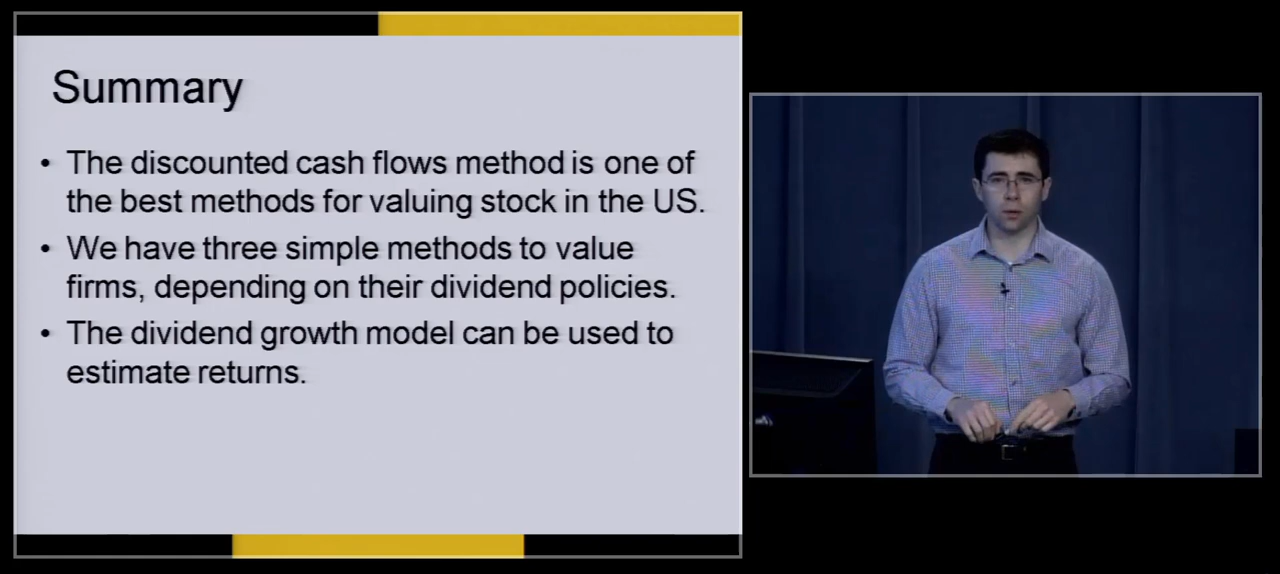 Summary
• The discounted cash flows method is one of
the best methods for valuing stock in the US.
• We have three simple methods to value
firms, depending on their dividend policies.
• The dividend growth model can be used to
estimate returns.